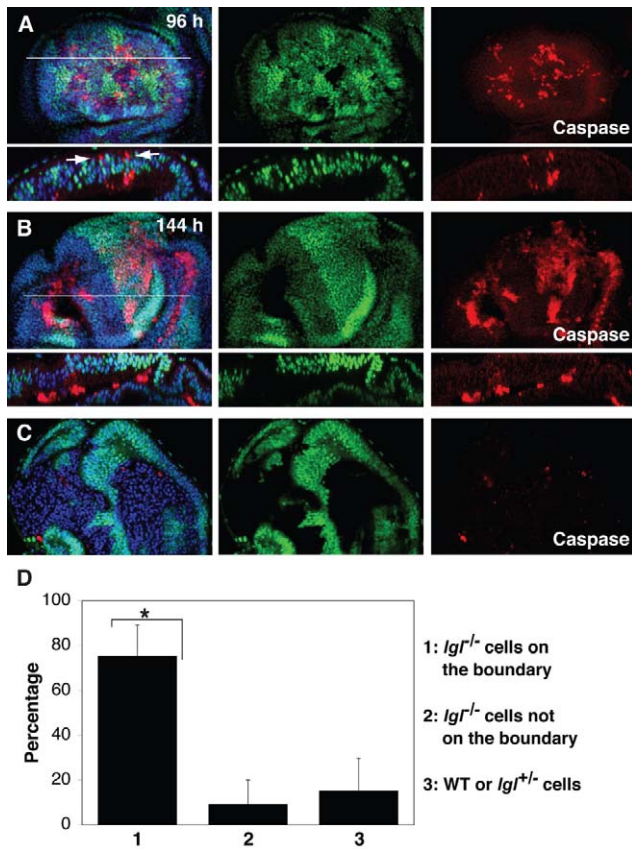 A
96 h
Caspase
B
144 h
Caspase
C
Caspase
D
100
80
60
40
20
0
Percentage
*
1
2
3
1: lgl-/- cells on
the boundary
2: lgl-/- cells not
on the boundary
3: WT or lgl+/- cells